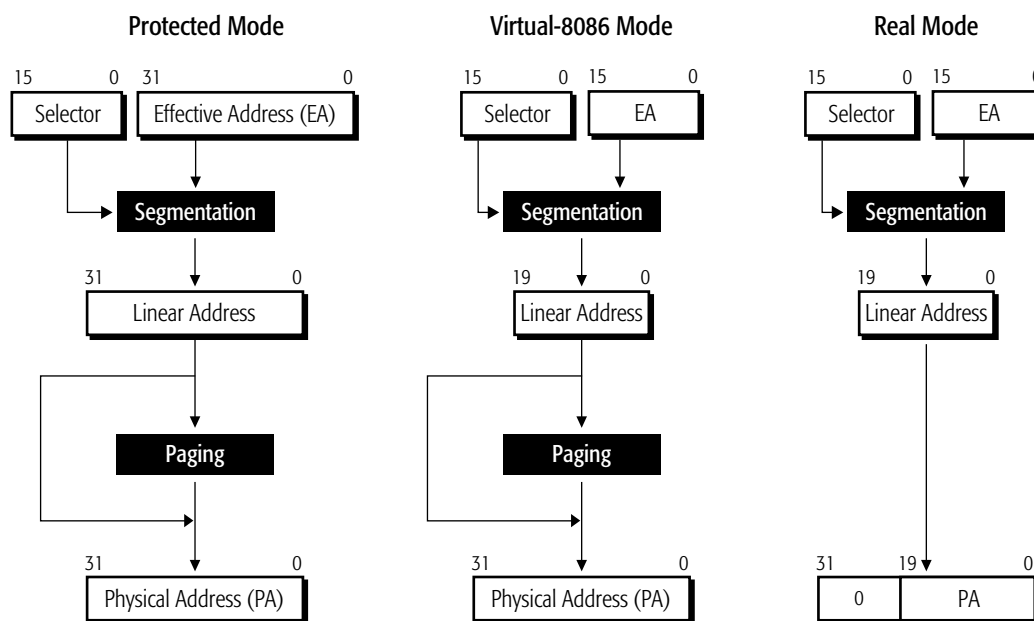 Protected Mode Virtual-8086 Mode Real Mode
15 0 31 0 15 0 15 0 15 0 15 0
Selector Effective Address (EA) Selector EA Selector EA
Segmentation Segmentation Segmentation
31 0 19 0 19 0
Linear Address Linear Address Linear Address
Paging Paging
31 0 31 0 31 19 0
Physical Address (PA) Physical Address (PA) 0 PA